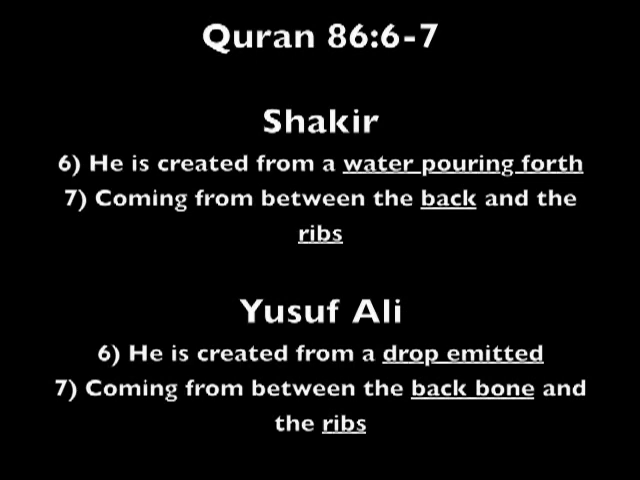 Quran 86:6-7
Shakir
6) He is created from a water pouring forth
7) Coming from between the back and the
ribs
Yusuf Ali
6) He is created from a drop emitted
7) Coming from between the back bone and
the ribs